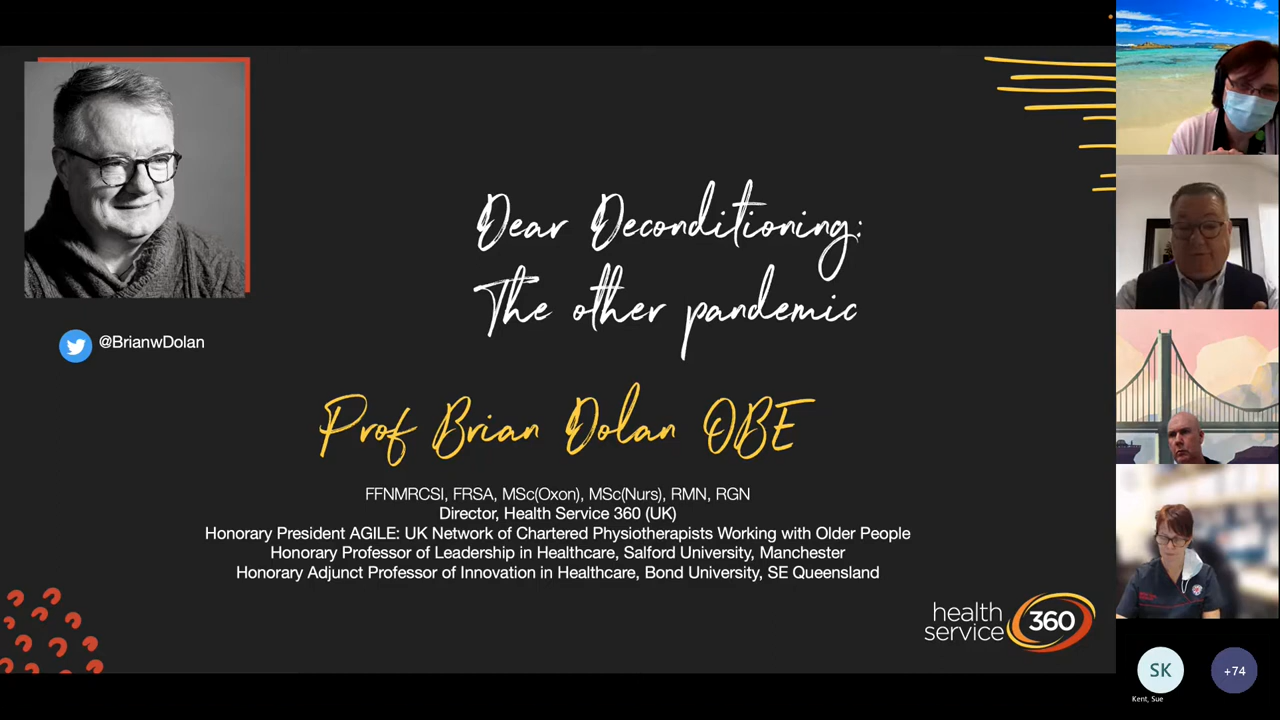 @BrianwDolan
Dear Deconditioning:
The other pandemic
Prof Brian Dolan OBE
FFNMRCSI, FRSA, MSc(Oxon), MSc(Nurs), RMN, RGN
Director, Health Service 360 (UK)
Honorary President AGILE: UK Network of Chartered Physiotherapists Working with Older People
Honorary Professor of Leadership in Healthcare, Salford University, Manchester
Honorary Adjunct Professor of Innovation in Healthcare, Bond University, SE Queensland
health
service 360
SK
Kent, Sue
+74